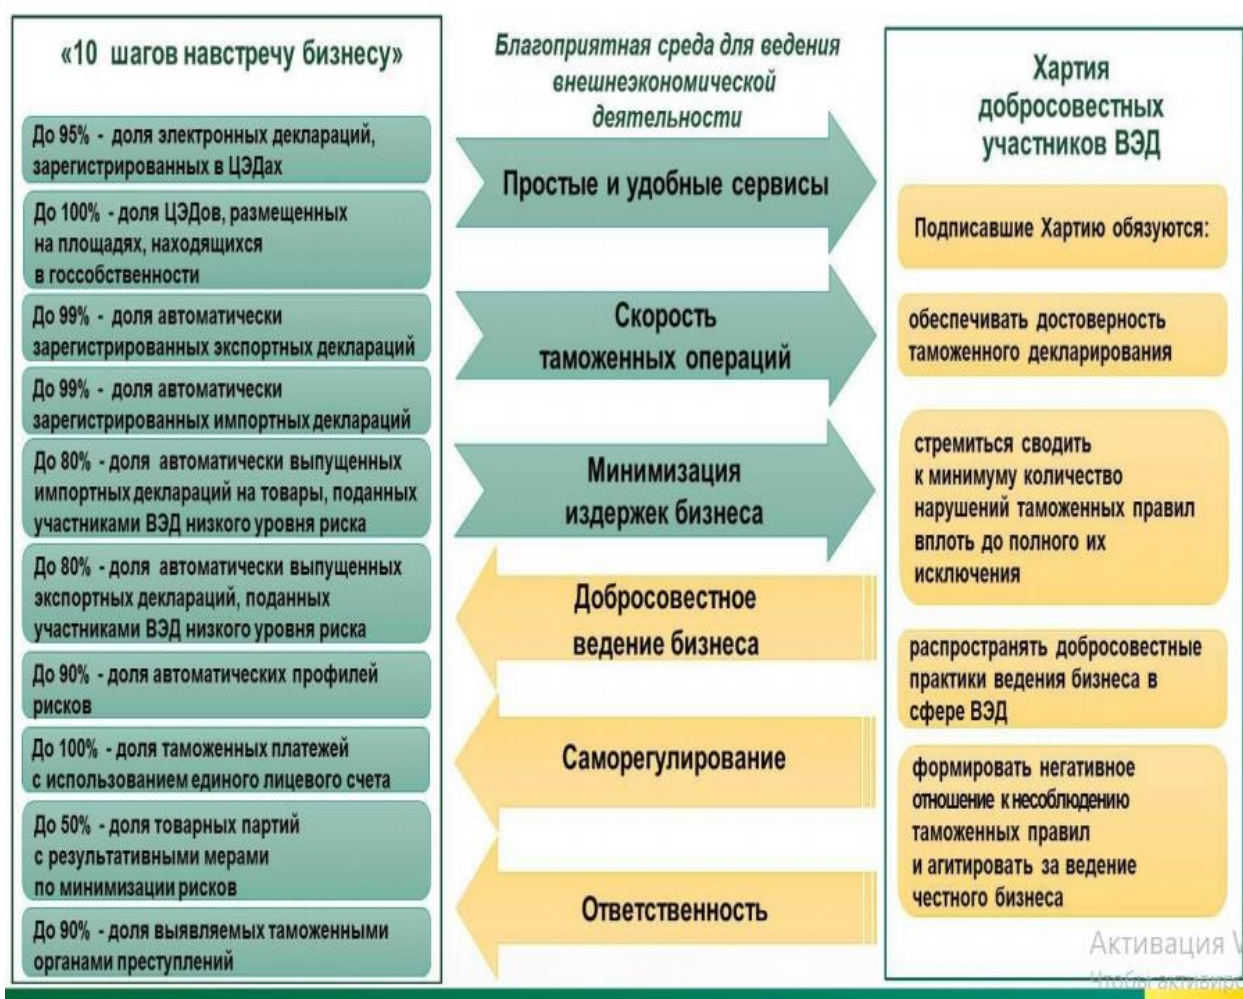 «10 шагов навстречу бизнесу»
До 95% - доля электронных деклараций,
зарегистрированных в ЦЭДах
До 100% - доля ЦЭДов, размещенных
на площадях, находящихся
в госсобственности
До 99% - доля автоматически
зарегистрированных экспортных деклараций
До 99% - доля автоматически
зарегистрированных импортных деклараций
До 80% - доля автоматически выпущенных
импортных деклараций на товары, поданных
участниками ВЭД низкого уровня риска
До 80% - доля автоматически выпущенных
экспортных деклараций, поданных
участниками ВЭД низкого уровня риска
До 90% - доля автоматических профилей
рисков
До 100% - доля таможенных платежей
с использованием единого лицевого счета
До 50% - доля товарных партий
с результативными мерами
по минимизации рисков
До 90% - доля выявляемых таможенными
органами преступлений
Благоприятная среда для ведения
внешнеэкономической
деятельности
Простые и удобные сервисы
Скорость
таможенных операций
Минимизация
издержек бизнеса
Добросовестное
ведение бизнеса
Саморегулирование
Ответственность
Хартия
добросовестных
участников ВЭД
Подписавшие Хартию обязуются:
обеспечивать достоверность
таможенного декларирования
стремиться сводить
к минимуму количество
нарушений таможенных правил
вплоть до полного их
исключения
распространять добросовестные
практики ведения бизнеса в
сфере ВЭД
формировать негативное
отношение к несоблюдению
таможенных правил
и агитировать за ведение
честного бизнеса
Активация
Чтобы